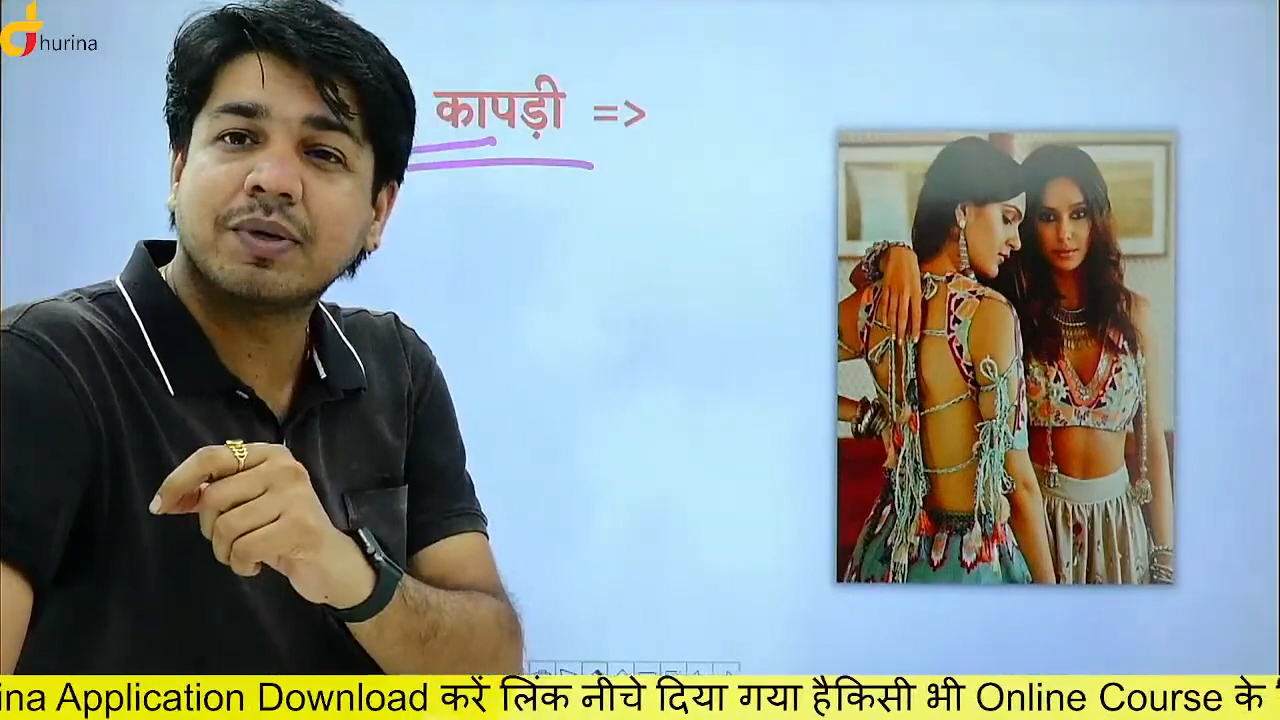 hurina
कापड़ी =>
ina Application Download करें लिंक नीचे दिया गया हैकिसी भी Online Course के